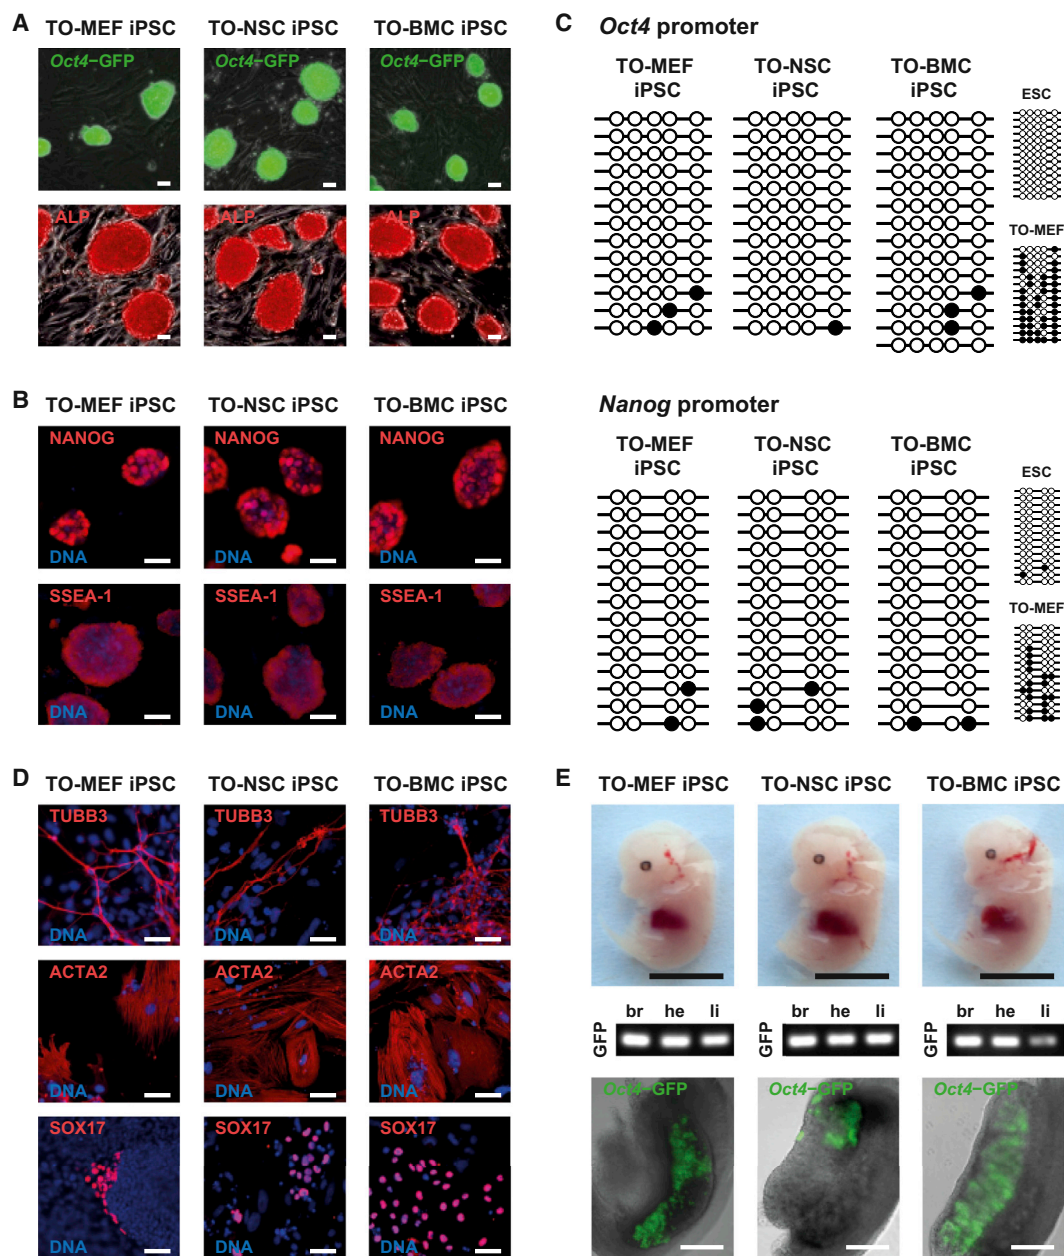 A
TO-MEF iPSC TO-NSC iPSC TO-BMC iPSC
Oct4–GFP Oct4–GFP Oct4–GFP
ALP ALP ALP
B
TO-MEF iPSC TO-NSC iPSC TO-BMC iPSC
NANOG NANOG NANOG
DNA DNA DNA
SSEA-1 SSEA-1 SSEA-1
DNA DNA DNA
C Oct4 promoter
TO-MEF iPSC
TO-NSC iPSC
TO-BMC iPSC
ESC
TO-MEF
Nanog promoter
TO-MEF iPSC
TO-NSC iPSC
TO-BMC iPSC
ESC
TO-MEF
D
TO-MEF iPSC TO-NSC iPSC TO-BMC iPSC
TUBB3 TUBB3 TUBB3
DNA DNA DNA
ACTA2 ACTA2 ACTA2
DNA DNA DNA
SOX17 SOX17 SOX17
DNA DNA DNA
E
TO-MEF iPSC TO-NSC iPSC TO-BMC iPSC
br he li br he li br he li
GFP GFP GFP
Oct4–GFP Oct4–GFP Oct4–GFP